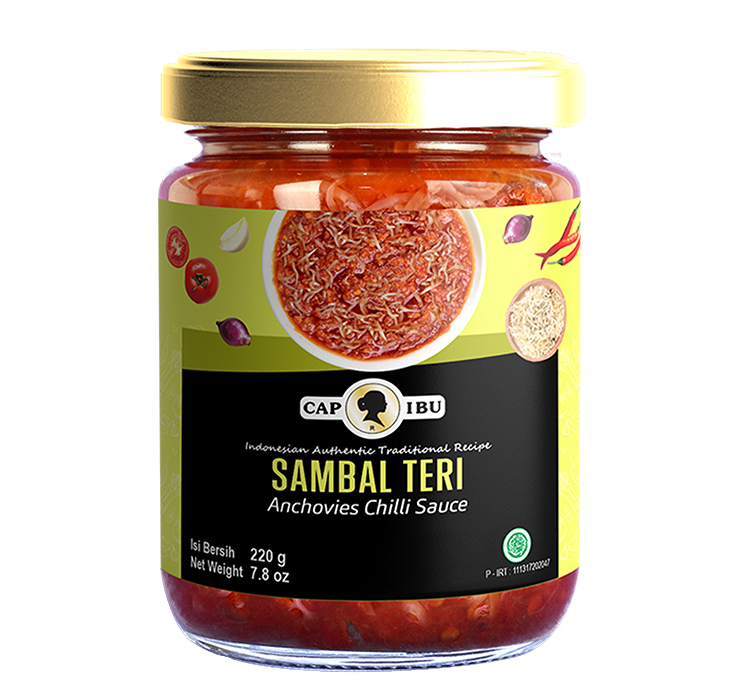 CAP IBU
R
Indonesian Authentic Traditional Recipe
SAMBAL TERI
Anchovies Chilli Sauce
Isi Bersih 220 g
Net Weight 7.8 oz
P - IRT : 111317202047